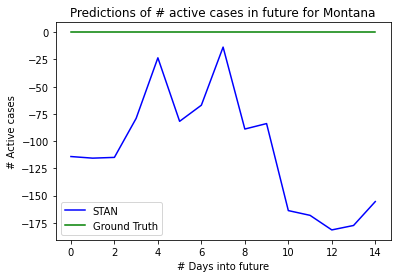 Predictions of # active cases in future for Montana
# Active cases
0
−25
−50
−75
−100
−125
−150
−175
STAN
Ground Truth
0 2 4 6 8 10 12 14
# Days into future